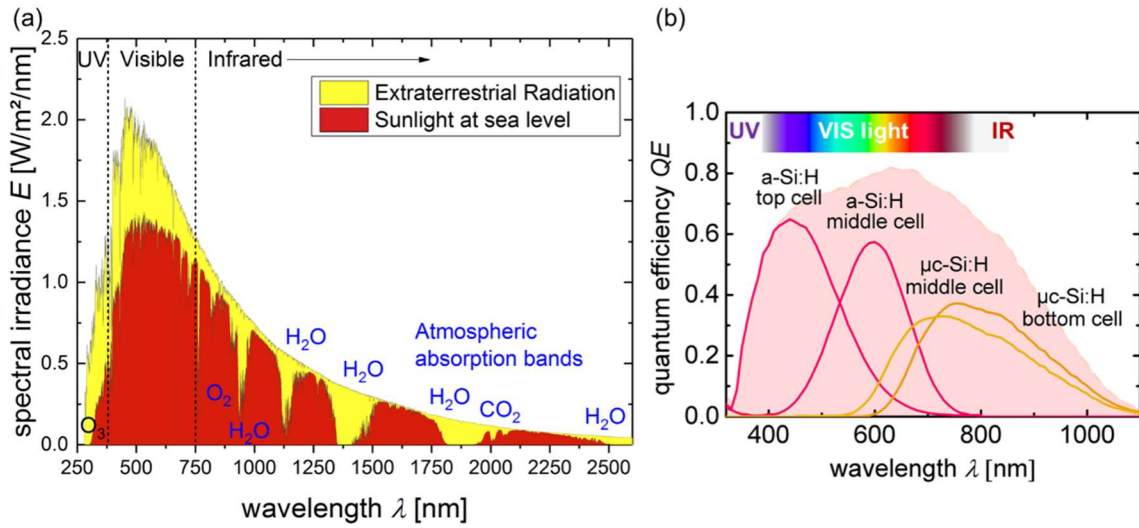 (a)
UV Visible Infrared
Extraterrestrial Radiation
Sunlight at sea level
spectral irradiance E [W/m²/nm]
2.5
2.0
1.5
1.0
0.5
0.0
H₂O
H₂O
Atmospheric
absorption bands
H₂O
CO₂
H₂O
O₂
H₂O
O₃
250 500 750 1000 1250 1500 1750 2000 2250 2500
wavelength λ [nm]
(b)
quantum efficiency QE
1.0
0.8
0.6
0.4
0.2
0.0
UV VIS light IR
a-Si:H
top cell
a-Si:H
middle cell
µc-Si:H
middle cell
µc-Si:H
bottom cell
400 600 800 1000
wavelength λ [nm]